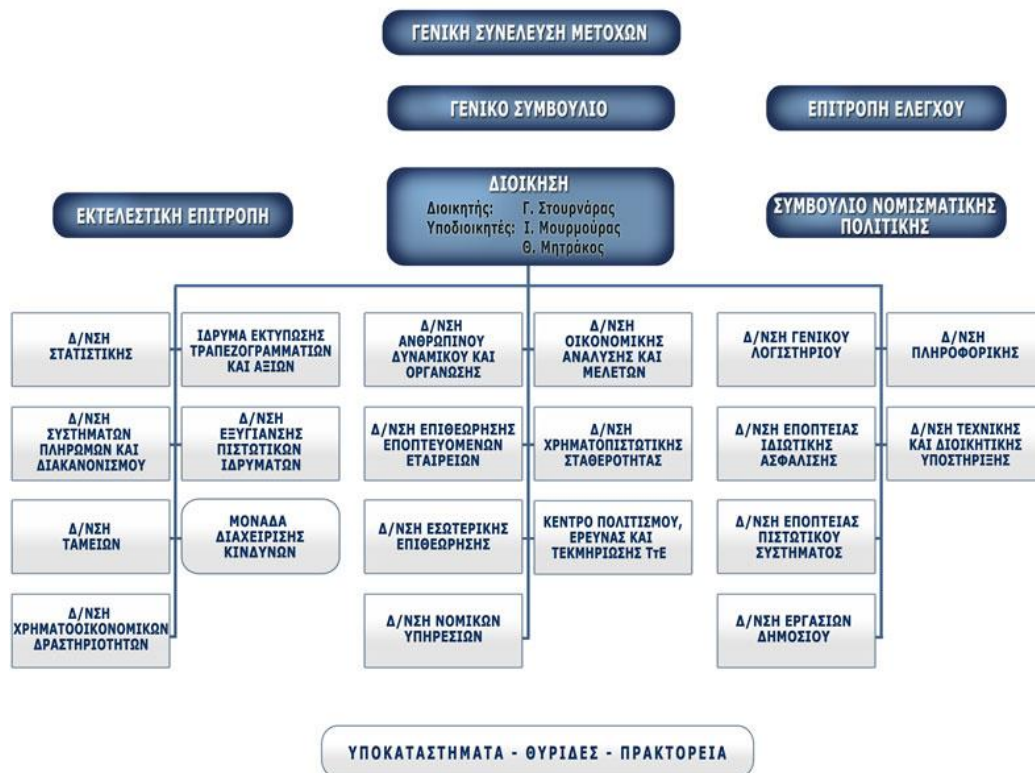 ΓΕΝΙΚΗ ΣΥΝΕΛΕΥΣΗ ΜΕΤΟΧΩΝ
ΓΕΝΙΚΟ ΣΥΜΒΟΥΛΙΟ
ΕΠΙΤΡΟΠΗ ΕΛΕΓΧΟΥ
ΕΚΤΕΛΕΣΤΙΚΗ ΕΠΙΤΡΟΠΗ
ΔΙΟΙΚΗΣΗ
Διοικητής: Γ. Στουρνάρας
Υποδιοικητές: Ι. Μουρμούρας
Θ. Μητράκος
ΣΥΜΒΟΥΛΙΟ ΝΟΜΙΣΜΑΤΙΚΗΣ
ΠΟΛΙΤΙΚΗΣ
Δ/ΝΣΗ
ΣΤΑΤΙΣΤΙΚΗΣ
ΙΔΡΥΜΑ ΕΚΤΥΠΩΣΗΣ
ΤΡΑΠΕΖΟΓΡΑΜΜΑΤΙΩΝ
ΚΑΙ ΑΞΙΩΝ
Δ/ΝΣΗ
ΑΝΘΡΩΠΙΝΟΥ
ΔΥΝΑΜΙΚΟΥ ΚΑΙ
ΟΡΓΑΝΩΣΗΣ
Δ/ΝΣΗ
ΟΙΚΟΝΟΜΙΚΗΣ
ΑΝΑΛΥΣΗΣ ΚΑΙ
ΜΕΛΕΤΩΝ
Δ/ΝΣΗ ΓΕΝΙΚΟΥ
ΛΟΓΙΣΤΗΡΙΟΥ
Δ/ΝΣΗ
ΠΛΗΡΟΦΟΡΙΚΗΣ
Δ/ΝΣΗ
ΣΥΣΤΗΜΑΤΩΝ
ΠΛΗΡΩΜΩΝ ΚΑΙ
ΔΙΑΚΑΝΟΝΙΣΜΟΥ
Δ/ΝΣΗ
ΕΞΥΓΙΑΝΣΗΣ
ΠΙΣΤΩΤΙΚΩΝ
ΙΔΡΥΜΑΤΩΝ
Δ/ΝΣΗ ΕΠΙΘΕΩΡΗΣΗΣ
ΕΠΟΠΤΕΥΟΜΕΝΩΝ
ΕΤΑΙΡΕΙΩΝ
Δ/ΝΣΗ
ΧΡΗΜΑΤΟΠΙΣΤΩΤΙΚΗΣ
ΣΤΑΘΕΡΟΤΗΤΑΣ
Δ/ΝΣΗ ΕΠΟΠΤΕΙΑΣ
ΙΔΙΩΤΙΚΗΣ
ΑΣΦΑΛΙΣΗΣ
Δ/ΝΣΗ ΤΕΧΝΙΚΗΣ
ΚΑΙ ΔΙΟΙΚΗΤΙΚΗΣ
ΥΠΟΣΤΗΡΙΞΗΣ
Δ/ΝΣΗ
ΤΑΜΕΙΩΝ
ΜΟΝΑΔΑ
ΔΙΑΧΕΙΡΙΣΗΣ
ΚΙΝΔΥΝΩΝ
Δ/ΝΣΗ ΕΣΩΤΕΡΙΚΗΣ
ΕΠΙΘΕΩΡΗΣΗΣ
ΚΕΝΤΡΟ ΠΟΛΙΤΙΣΜΟΥ,
ΕΡΕΥΝΑΣ ΚΑΙ
ΤΕΚΜΗΡΙΩΣΗΣ ΤτΕ
Δ/ΝΣΗ ΕΠΟΠΤΕΙΑΣ
ΠΙΣΤΩΤΙΚΟΥ
ΣΥΣΤΗΜΑΤΟΣ
Δ/ΝΣΗ
ΧΡΗΜΑΤΟΟΙΚΟΝΟΜΙΚΩΝ
ΔΡΑΣΤΗΡΙΟΤΗΤΩΝ
Δ/ΝΣΗ ΝΟΜΙΚΩΝ
ΥΠΗΡΕΣΙΩΝ
Δ/ΝΣΗ ΕΡΓΑΣΙΩΝ
ΔΗΜΟΣΙΟΥ
ΥΠΟΚΑΤΑΣΤΗΜΑΤΑ - ΘΥΡΙΔΕΣ - ΠΡΑΚΤΟΡΕΙΑ